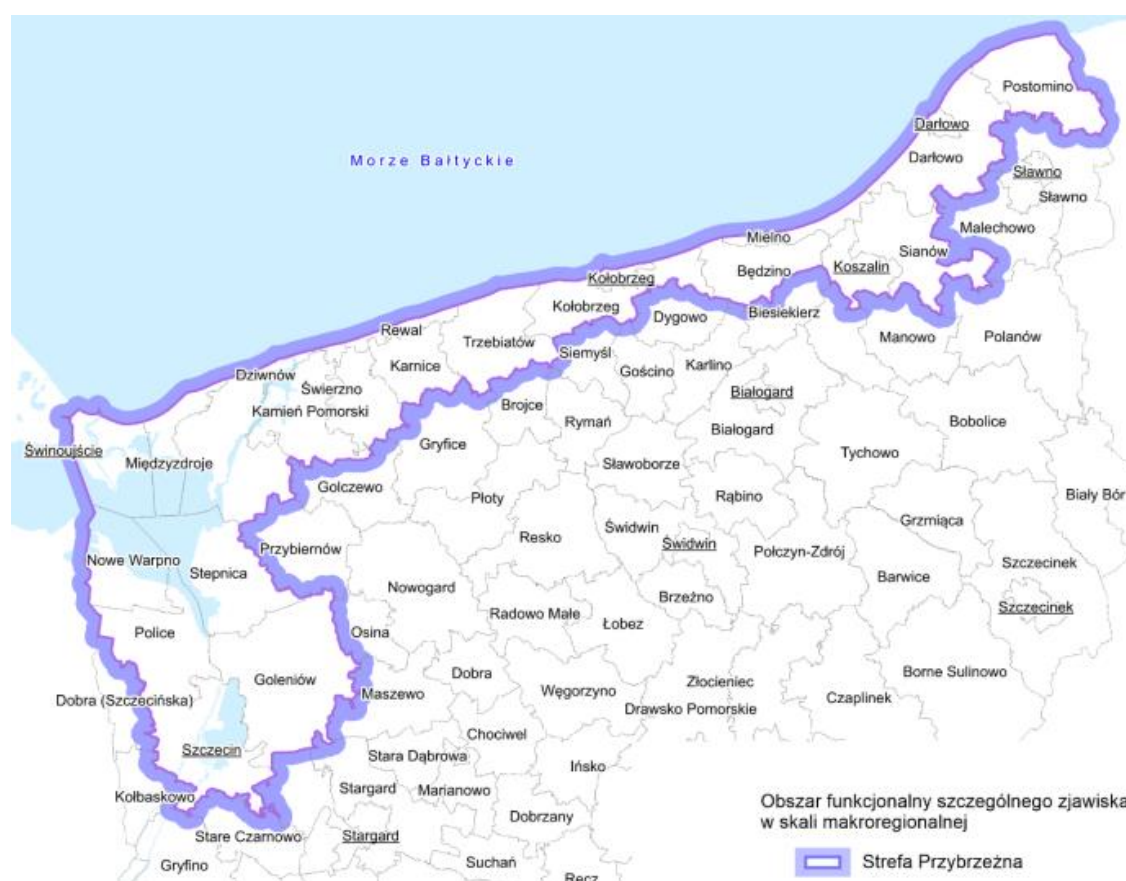 Postomino
Darłowo
Morze Bałtyckie
Darłowo
Sławno
Sławno
Malechowo
Mielno
Sianów
Koszalin
Będzino
Kołobrzeg
Kołobrzeg
Dygowo
Biesiekierz
Rewal
Trzebiatów
Manowo
Polanów
Siemyśl
Karnice
Gościno
Karlino
Dziwnów
Świerzno
Białogard
Brojce
Kamień Pomorski
Rymań
Bobolice
Białogard
Gryfice
Świnoujście
Tychowo
Międzyzdroje
Sławoborze
Golczewo
Płoty
Rąbino
Biały Bór
Grzmiąca
Świdwin
Resko
Świdwin
Przybiernów
Połczyn-Zdrój
Nowe Warpno
Szczecinek
Stepnica
Barwice
Nowogard
Brzeżno
Szczecinek
Radowo Małe
Łobez
Police
Osina
Borne Sulinowo
Dobra
Goleniów
Złocieniec
Węgorzyno
Maszewo
Czaplinek
Dobra (Szczecińska)
Drawsko Pomorskie
Chociwel
Szczecin
Stara Dąbrowa
Ińsko
Stargard
Marianowo
Kołbaskowo
Dobrzany
Stare Czarnowo
Stargard
Gryfino
Suchań
Recz
Obszar funkcjonalny szczególnego zjawiska
w skali makroregionalnej
Strefa Przybrzeżna